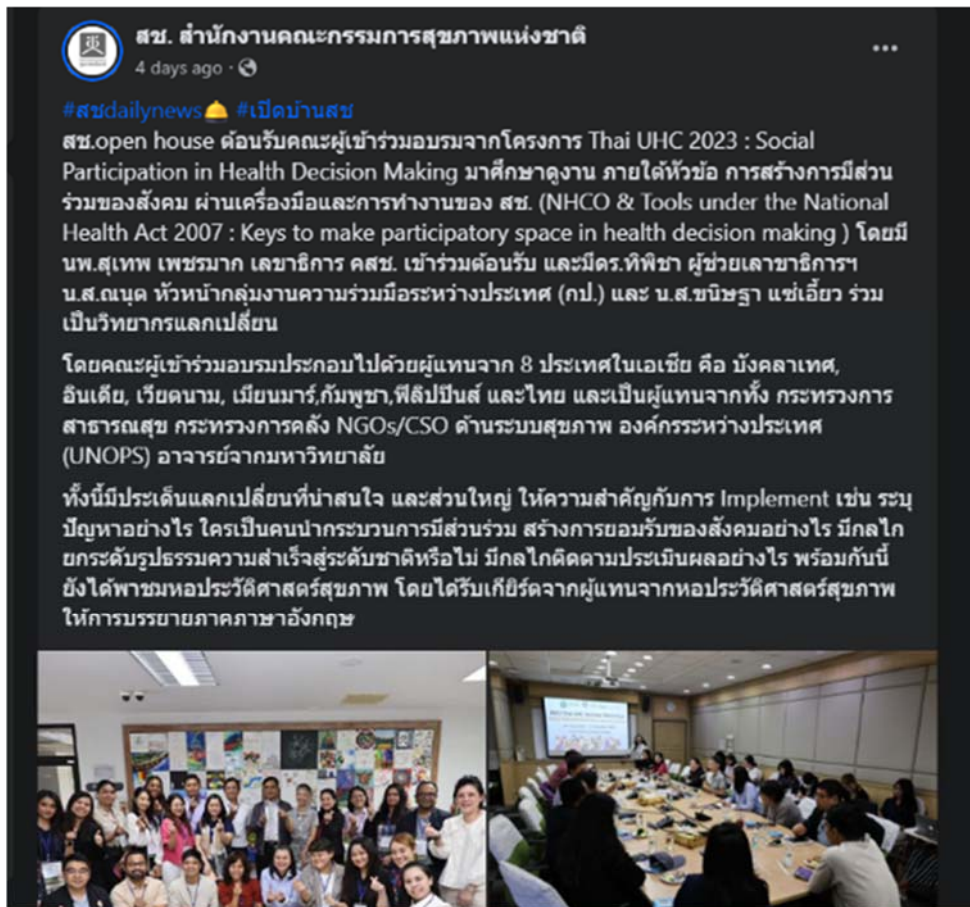 สช. สำนักงานคณะกรรมการสุขภาพแห่งชาติ
4 days ago ·
#สชdailynews🛎 #เปิดบ้านสช
สช.open house ต้อนรับคณะผู้เข้าร่วมอบรมจากโครงการ Thai UHC 2023 : Social
Participation in Health Decision Making มาศึกษาดูงาน ภายใต้หัวข้อ การสร้างการมีส่วน
ร่วมของสังคม ผ่านเครื่องมือและการทำงานของ สช. (NHCO & Tools under the National
Health Act 2007 : Keys to make participatory space in health decision making ) โดยมี
นพ.สุเทพ เพชรมาก เลขาธิการ คสช. เข้าร่วมต้อนรับ และมีดร.ทิพิชา ผู้ช่วยเลาขาธิการฯ
น.ส.ณนุต หัวหน้ากลุ่มงานความร่วมมือระหว่างประเทศ (กป.) และ น.ส.ขนิษฐา แซ่เอี้ยว ร่วม
เป็นวิทยากรแลกเปลี่ยน
โดยคณะผู้เข้าร่วมอบรมประกอบไปด้วยผู้แทนจาก 8 ประเทศในเอเชีย คือ บังคลาเทศ,
อินเดีย, เวียดนาม, เมียนมาร์,กัมพูชา,ฟิลิปปินส์ และไทย และเป็นผู้แทนจากทั้ง กระทรวงการ
สาธารณสุข กระทรวงการคลัง NGOs/CSO ด้านระบบสุขภาพ องค์กรระหว่างประเทศ
(UNOPS) อาจารย์จากมหาวิทยาลัย
ทั้งนี้มีประเด็นแลกเปลี่ยนที่น่าสนใจ และส่วนใหญ่ ให้ความสำคัญกับการ Implement เช่น ระบุ
ปัญหาอย่างไร ใครเป็นคนนำกระบวนการมีส่วนร่วม สร้างการยอมรับของสังคมอย่างไร มีกลไก
ยกระดับรูปธรรมความสำเร็จสู่ระดับชาติหรือไม่ มีกลไกติดตามประเมินผลอย่างไร พร้อมกันนี้
ยังได้พาชมหอประวัติศาสตร์สุขภาพ โดยได้รับเกียิรตจากผู้แทนจากหอประวัติศาสตร์สุขภาพ
ให้การบรรยายภาคภาษาอังกฤษ